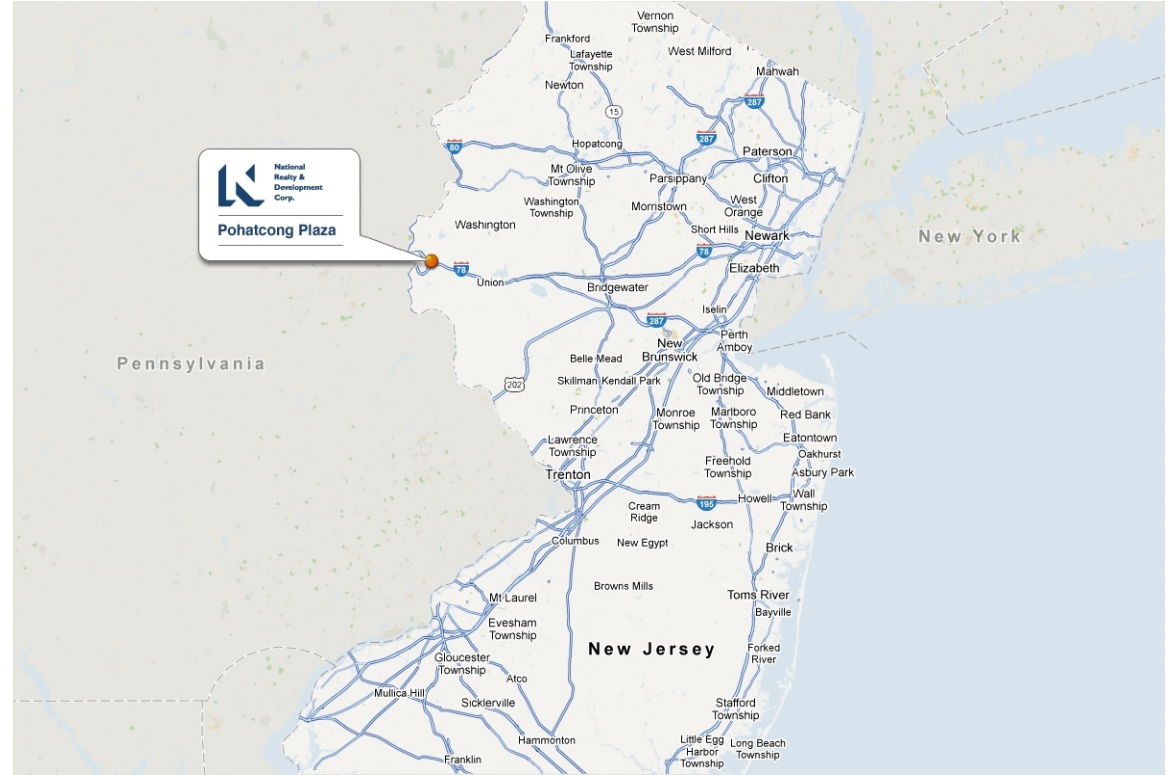 Vernon
Township
Frankford
Lafayette
Township
West Milford
Mahwah
Newton
287
15
287
80
Hopatcong
Paterson
National
Realty &
Development
Corp.
Mt Olive
Township
Parsippany
Clifton
Washington
Township
Morristown
West
Orange
Pohatcong Plaza
Washington
Short Hills
Newark
New York
78
78
Elizabeth
Union
Bridgewater
Iselin
287
Perth
Amboy
New
Brunswick
Pennsylvania
Belle Mead
202
Skillman
Kendall Park
Old Bridge
Township
Middletown
Princeton
Monroe
Township
Marlboro
Township
Red Bank
Eatontown
Lawrence
Township
Oakhurst
Freehold
Township
Asbury Park
Trenton
195
Howell
Wall
Township
Cream
Ridge
Jackson
Columbus
New Egypt
Brick
Browns Mills
Toms River
Mt Laurel
Bayville
Evesham
Township
New Jersey
Forked
River
Gloucester
Township
Atco
Mullica Hill
Sicklerville
Stafford
Township
Hammonton
Little Egg
Harbor
Township
Long Beach
Township
Franklin